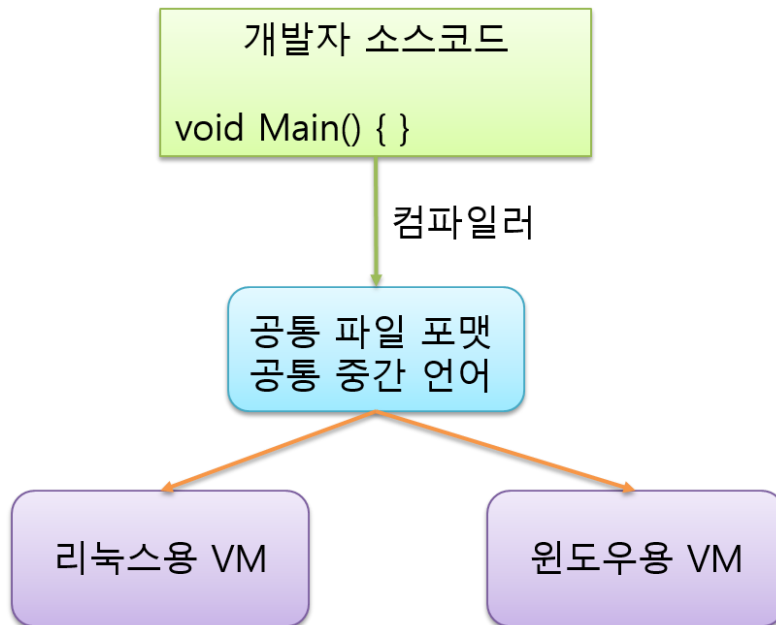 개발자 소스코드
void Main() { }
컴파일러
공통 파일 포맷
공통 중간 언어
리눅스용 VM
윈도우용 VM